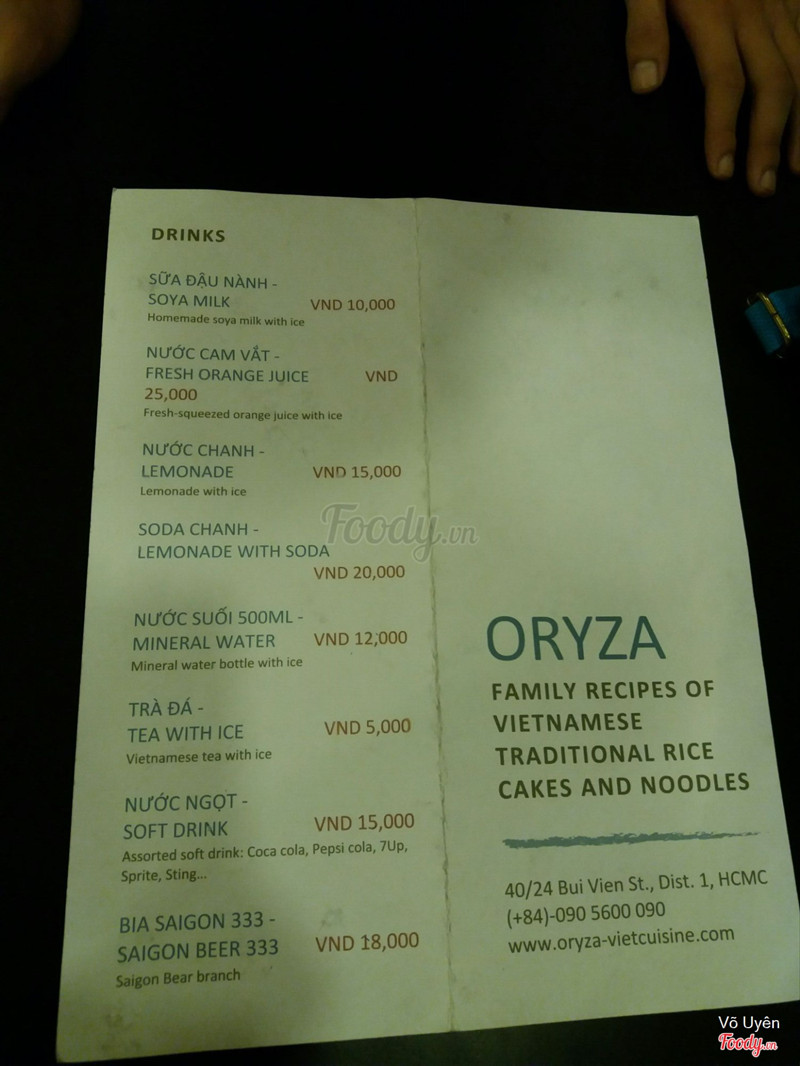 DRINKS
SỮA ĐẬU NÀNH -
SOYA MILK VND 10,000
Homemade soya milk with ice
NƯỚC CAM VẮT -
FRESH ORANGE JUICE VND
25,000
Fresh-squeezed orange juice with ice
NƯỚC CHANH -
LEMONADE VND 15,000
Lemonade with ice
SODA CHANH -
LEMONADE WITH SODA
VND 20,000
NƯỚC SUỐI 500ML -
MINERAL WATER VND 12,000
Mineral water bottle with ice
TRÀ ĐÁ -
TEA WITH ICE VND 5,000
Vietnamese tea with ice
NƯỚC NGỌT -
SOFT DRINK VND 15,000
Assorted soft drink: Coca cola, Pepsi cola, 7Up,
Sprite, Sting...
BIA SAIGON 333 -
SAIGON BEER 333 VND 18,000
Saigon Bear branch
ORYZA
FAMILY RECIPES OF
VIETNAMESE
TRADITIONAL RICE
CAKES AND NOODLES
40/24 Bui Vien St., Dist. 1, HCMC
(+84)-090 5600 090
www.oryza-vietcuisine.com
Foody.vn
Võ Uyên
Foody.vn